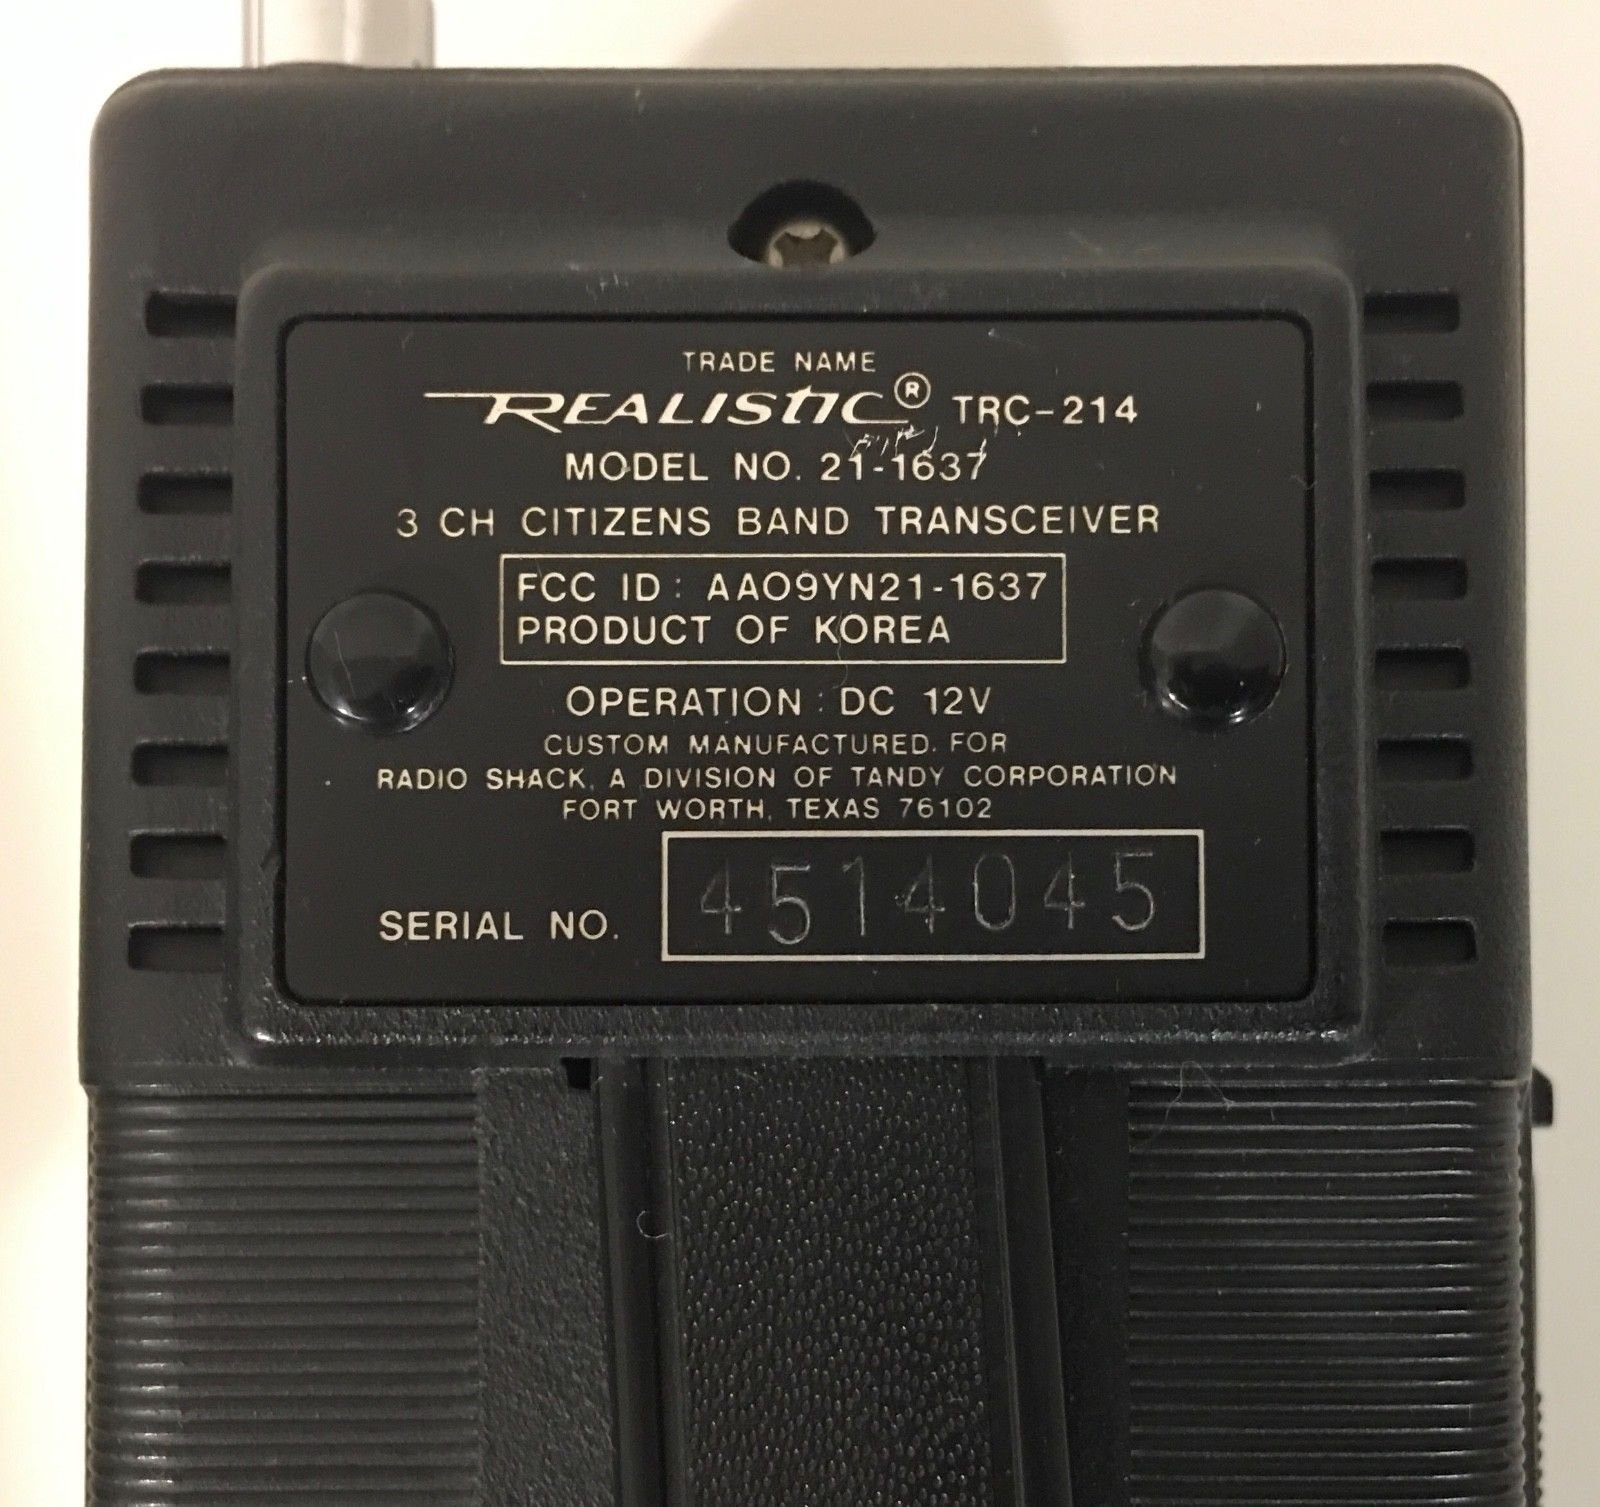 TRADE NAME
REALISTIC® TRC-214
MODEL NO. 21-1637
3 CH CITIZENS BAND TRANSCEIVER
FCC ID: AAO9YN21-1637
PRODUCT OF KOREA
OPERATION: DC 12V
CUSTOM MANUFACTURED. FOR
RADIO SHACK, A DIVISION OF TANDY CORPORATION
FORT WORTH, TEXAS 76102
SERIAL NO. 4514045